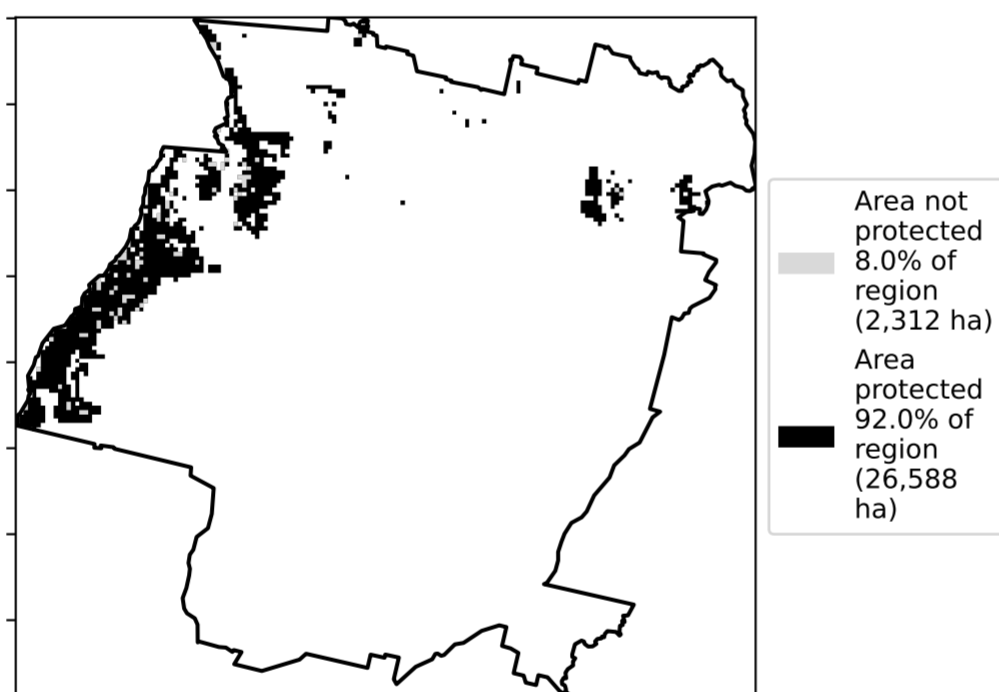 Area not
protected
8.0% of
region
(2,312 ha)
Area
protected
92.0% of
region
(26,588
ha)